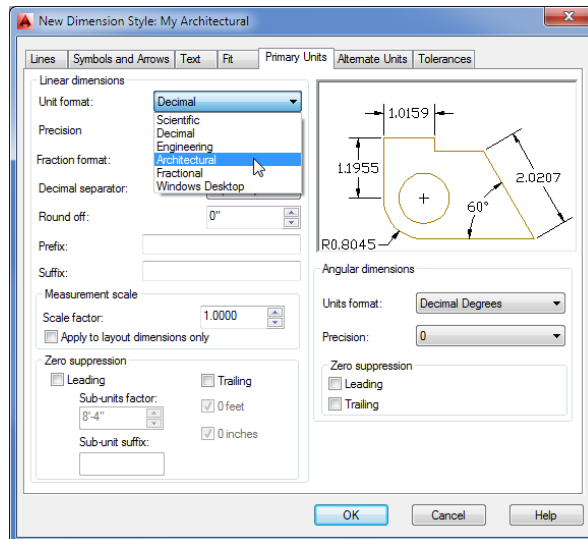 New Dimension Style: My Architectural
Lines Symbols and Arrows Text Fit Primary Units Alternate Units Tolerances
Linear dimensions
Unit format: Decimal
Scientific
Decimal
Engineering
Architectural
Fractional
Windows Desktop
Precision
Fraction format:
Decimal separator:
Round off: 0"
Prefix:
Suffix:
Measurement scale
Scale factor: 1.0000
Apply to layout dimensions only
Zero suppression
Leading
Trailing
Sub-units factor:
8'-4"
0 feet
Sub-unit suffix:
0 inches
1.0159
1.1955
2.0207
60°
R0.8045
Angular dimensions
Units format: Decimal Degrees
Precision: 0
Zero suppression
Leading
Trailing
OK Cancel Help